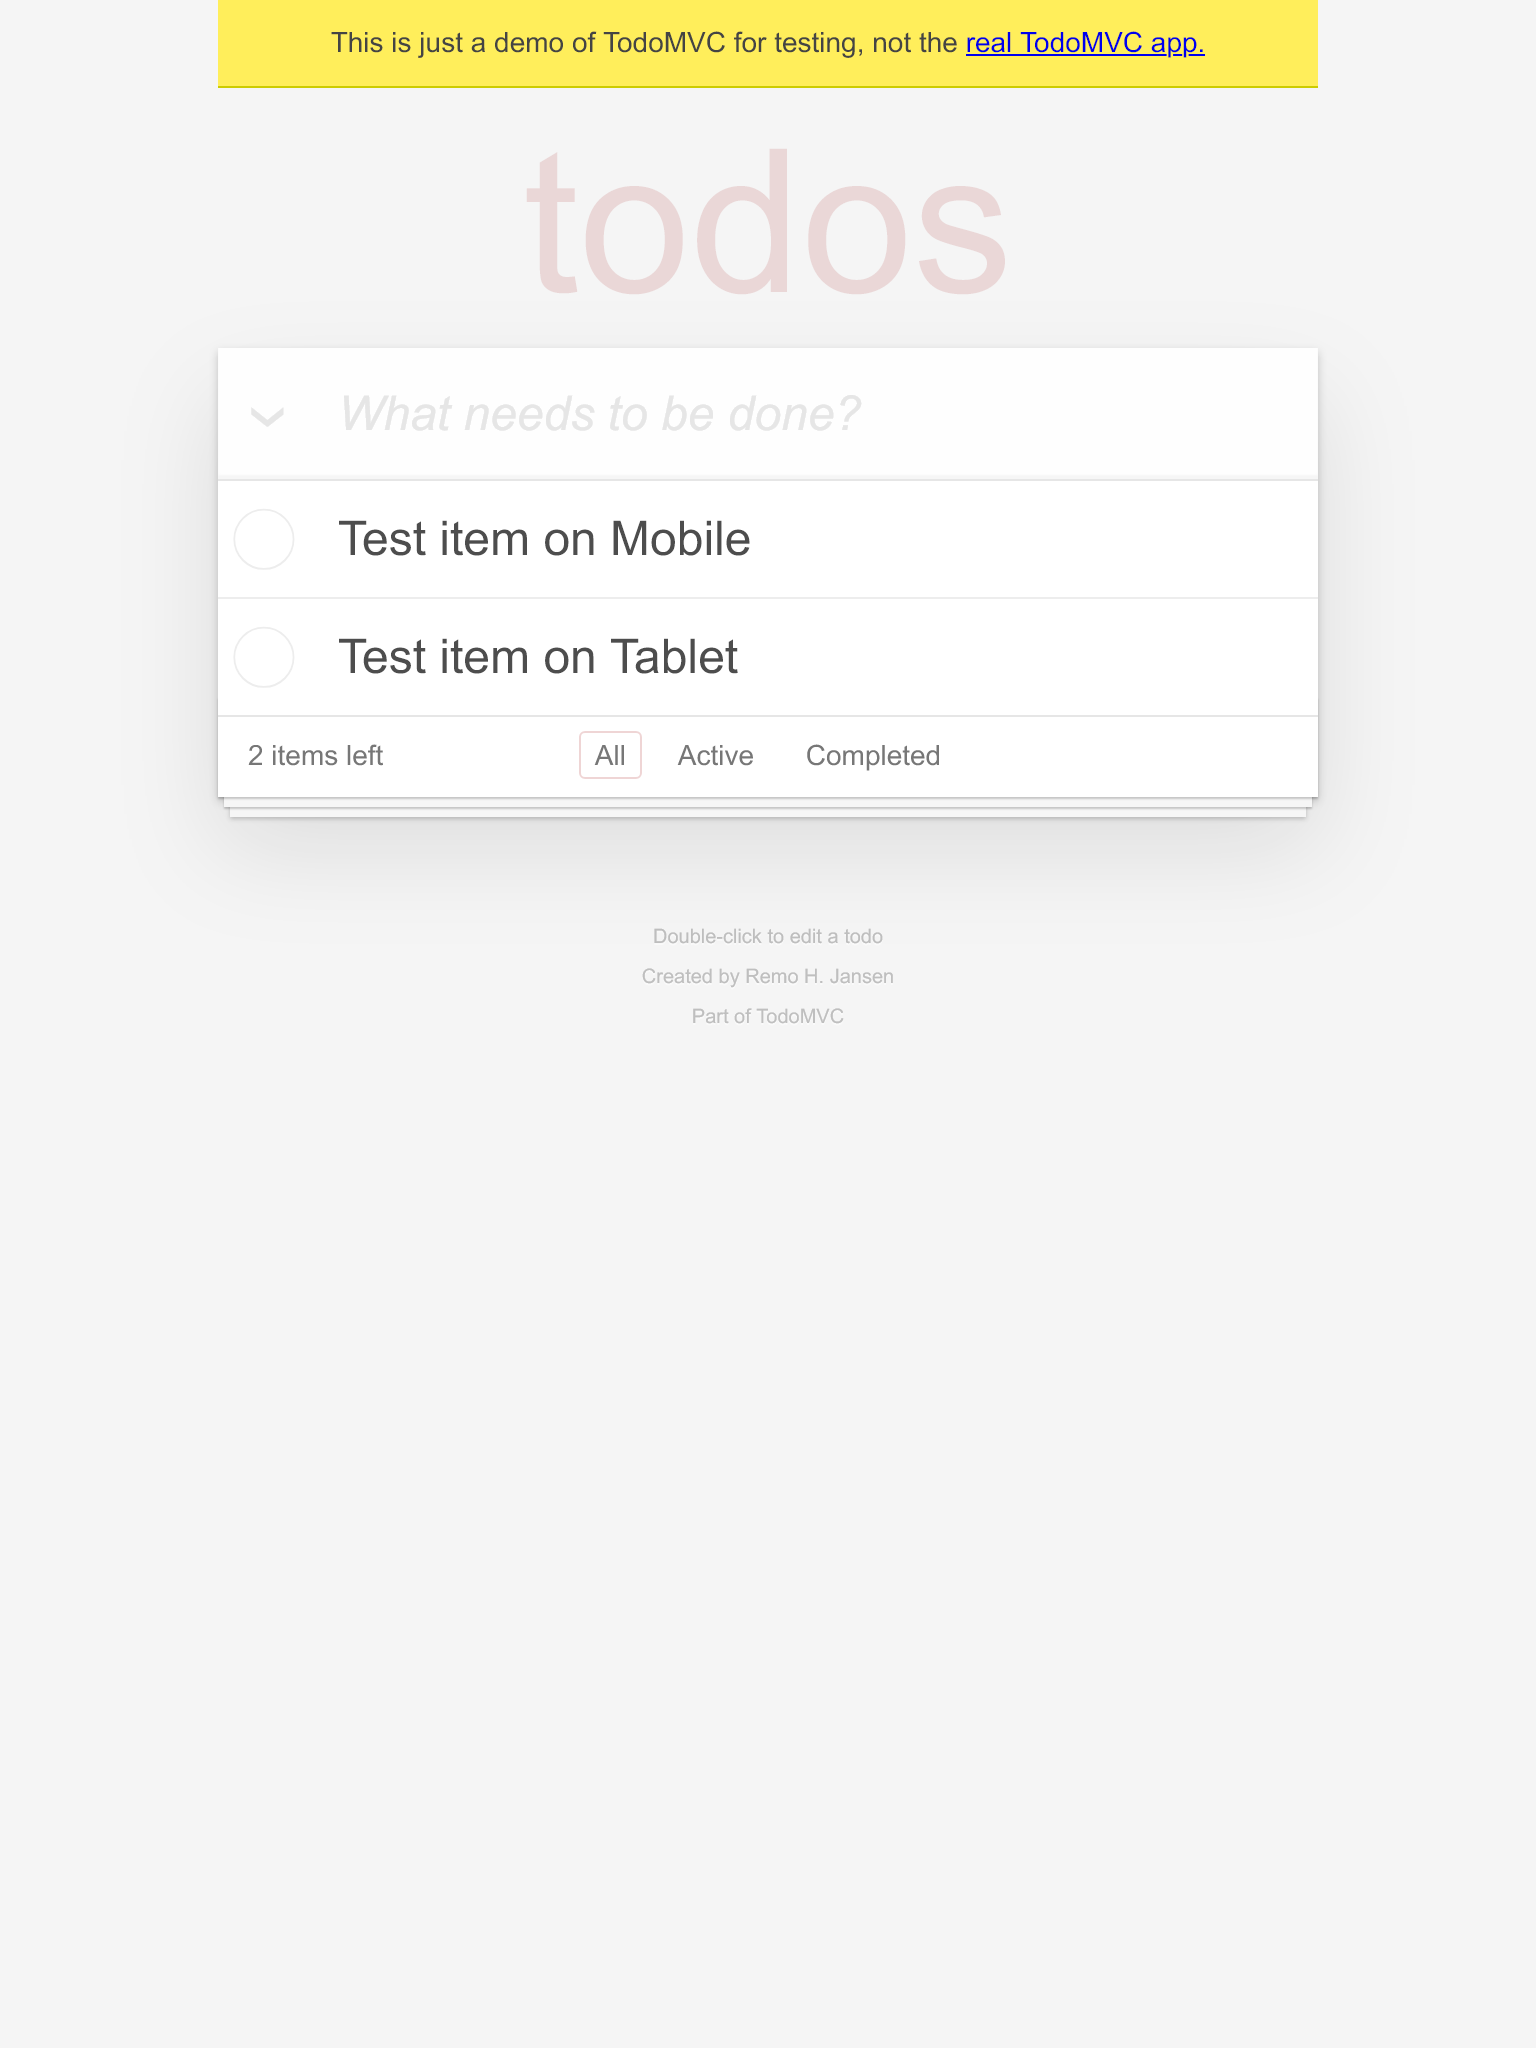 This is just a demo of TodoMVC for testing, not the real TodoMVC app.
todos
What needs to be done?
Test item on Mobile
Test item on Tablet
2 items left All Active Completed
Double-click to edit a todo
Created by Remo H. Jansen
Part of TodoMVC